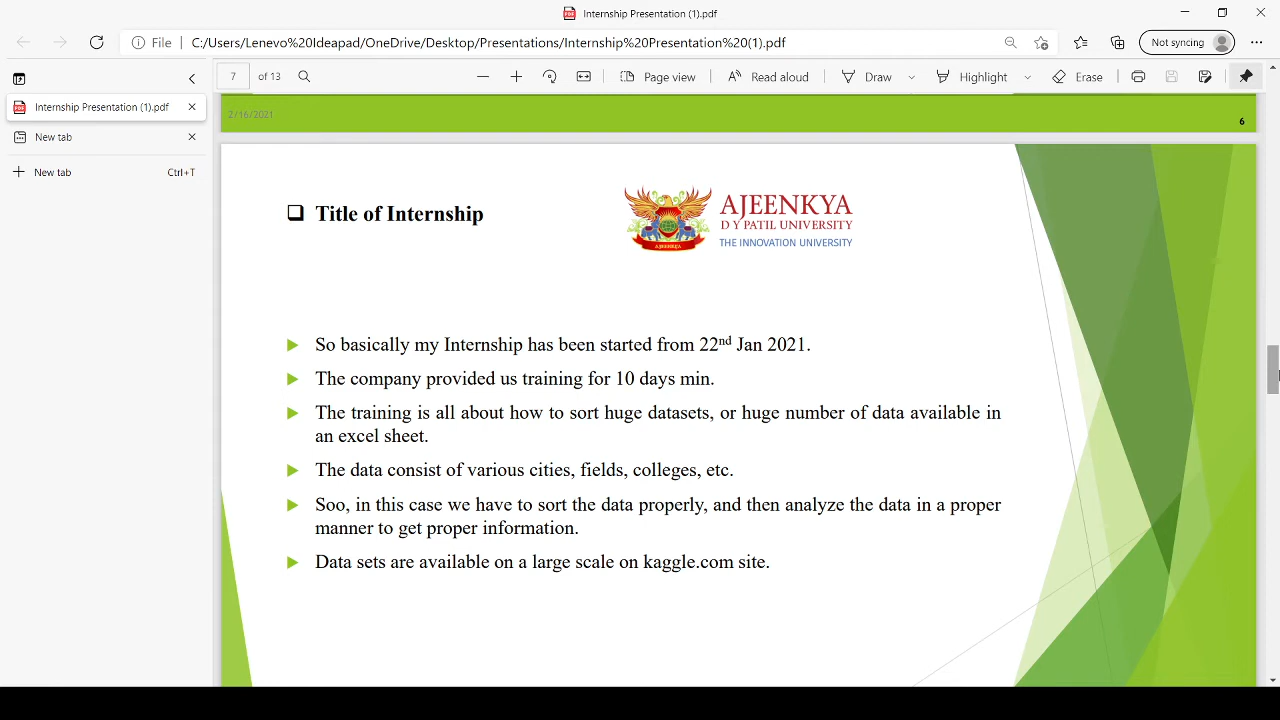 Internship Presentation (1).pdf
File
C:/Users/Lenevo%20Ideapad/OneDrive/Desktop/Presentations/Internship%20Presentation%20(1).pdf
Not syncing
7 of 13
Page view
Read aloud
Draw
Highlight
Erase
Internship Presentation (1).pdf
New tab
New tab Ctrl+T
2/16/2021
6
Title of Internship
AJEENKYA
D Y PATIL UNIVERSITY
THE INNOVATION UNIVERSITY
AJEENKYA
So basically my Internship has been started from 22nd Jan 2021.
The company provided us training for 10 days min.
The training is all about how to sort huge datasets, or huge number of data available in
an excel sheet.
The data consist of various cities, fields, colleges, etc.
Soo, in this case we have to sort the data properly, and then analyze the data in a proper
manner to get proper information.
Data sets are available on a large scale on kaggle.com site.